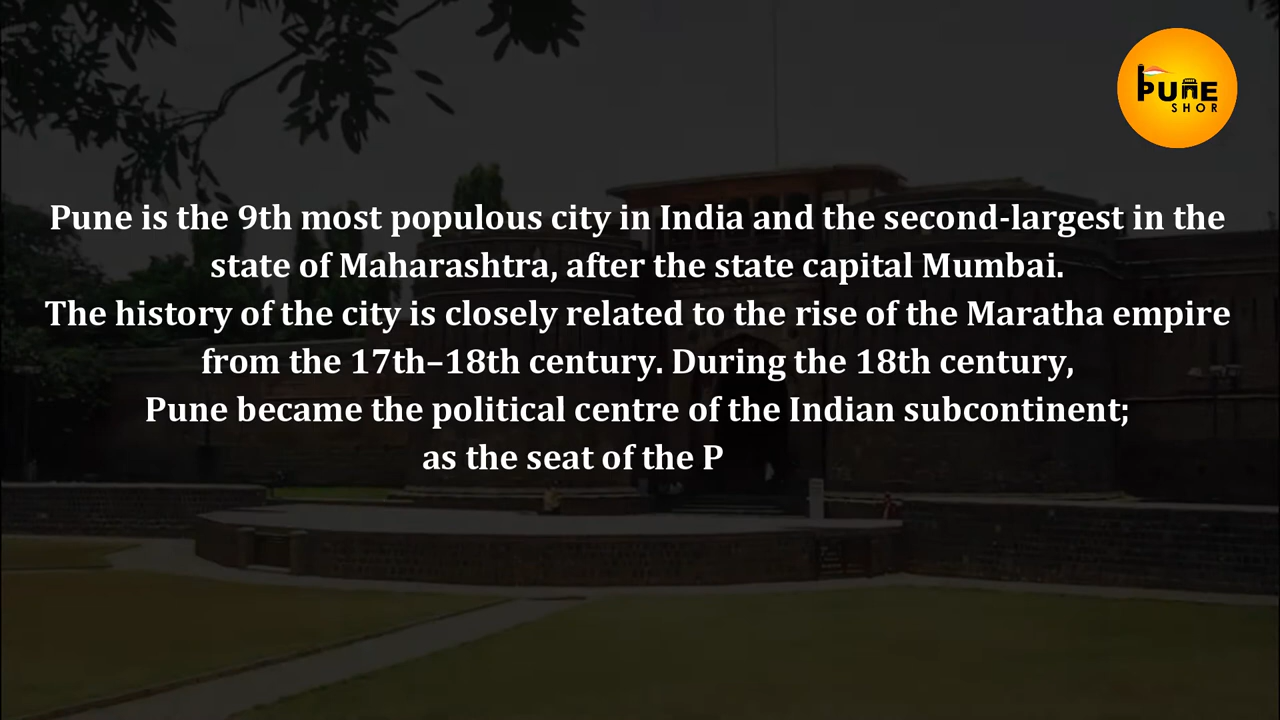 PUNE
SHOR
Pune is the 9th most populous city in India and the second-largest in the
state of Maharashtra, after the state capital Mumbai.
The history of the city is closely related to the rise of the Maratha empire
from the 17th–18th century. During the 18th century,
Pune became the political centre of the Indian subcontinent;
as the seat of the P